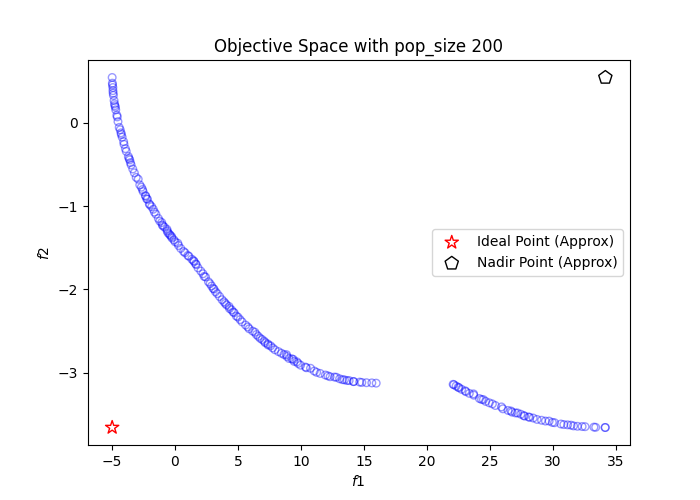 Objective Space with pop_size 200
0
−1
−2
−3
f2
Ideal Point (Approx)
Nadir Point (Approx)
−5
0
5
10
15
20
25
30
35
f1